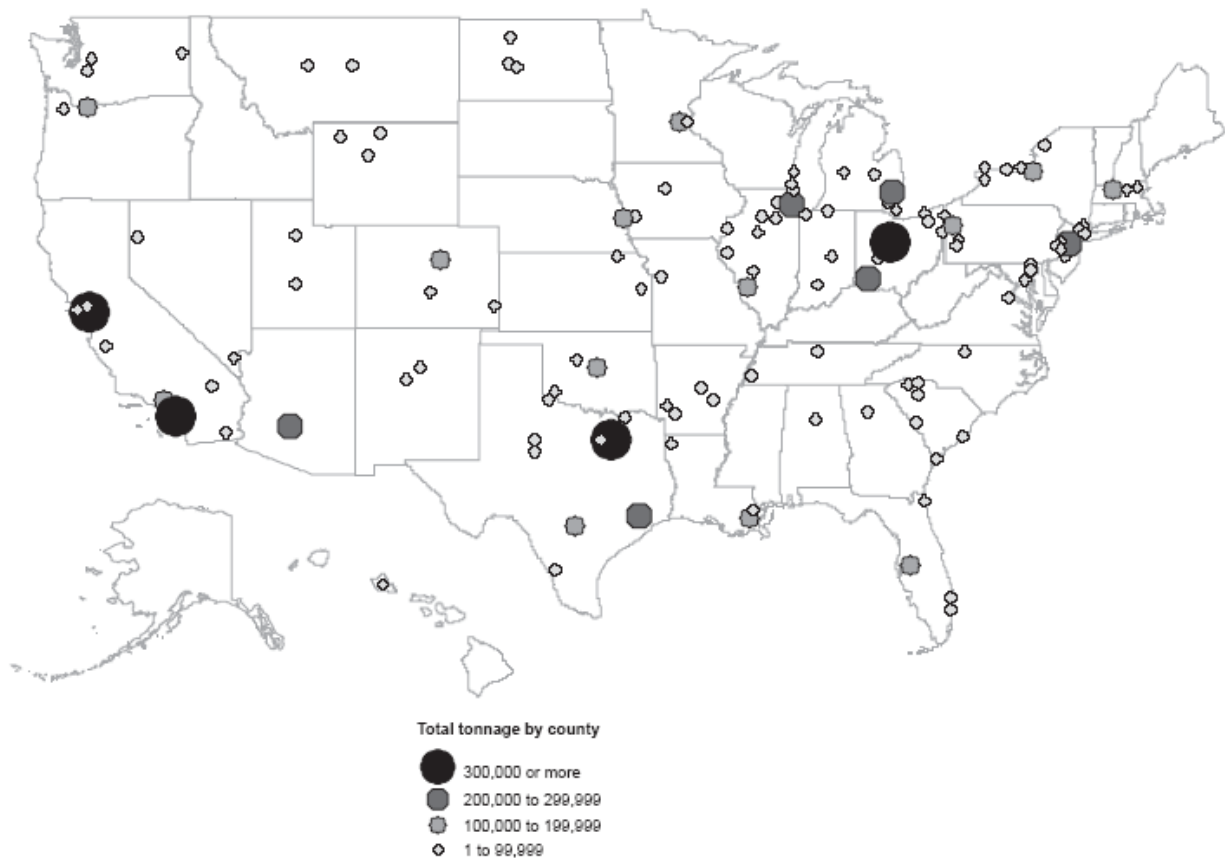 Total tonnage by county
300,000 or more
200,000 to 299,999
100,000 to 199,999
1 to 99,999